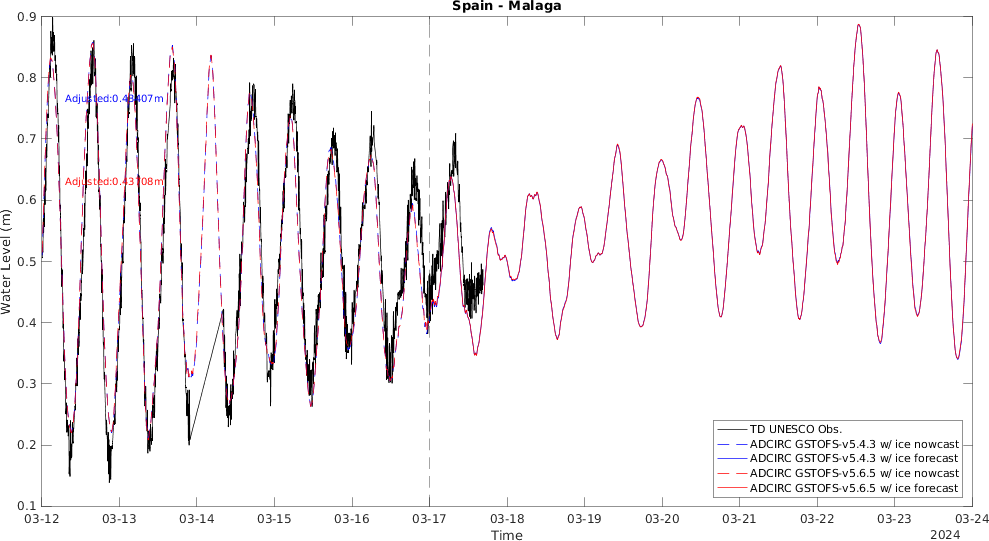 Spain - Malaga
0.9
0.8
0.7
0.6
0.5
0.4
0.3
0.2
0.1
Water Level (m)
Adjusted:0.43407m
Adjusted:0.43708m
TD UNESCO Obs.
ADCIRC GSTOFS-v5.4.3 w/ ice nowcast
ADCIRC GSTOFS-v5.4.3 w/ ice forecast
ADCIRC GSTOFS-v5.6.5 w/ ice nowcast
ADCIRC GSTOFS-v5.6.5 w/ ice forecast
03-12 03-13 03-14 03-15 03-16 03-17 03-18 03-19 03-20 03-21 03-22 03-23 03-24
Time
2024